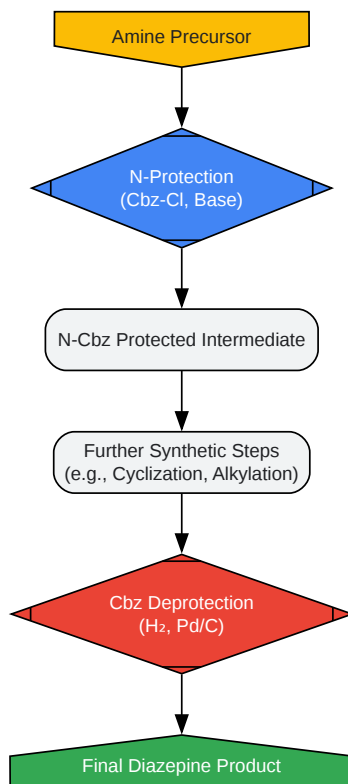 Amine Precursor
N-Protection
(Cbz-Cl, Base)
N-Cbz Protected Intermediate
Further Synthetic Steps
(e.g., Cyclization, Alkylation)
Cbz Deprotection
(H₂, Pd/C)
Final Diazepine Product